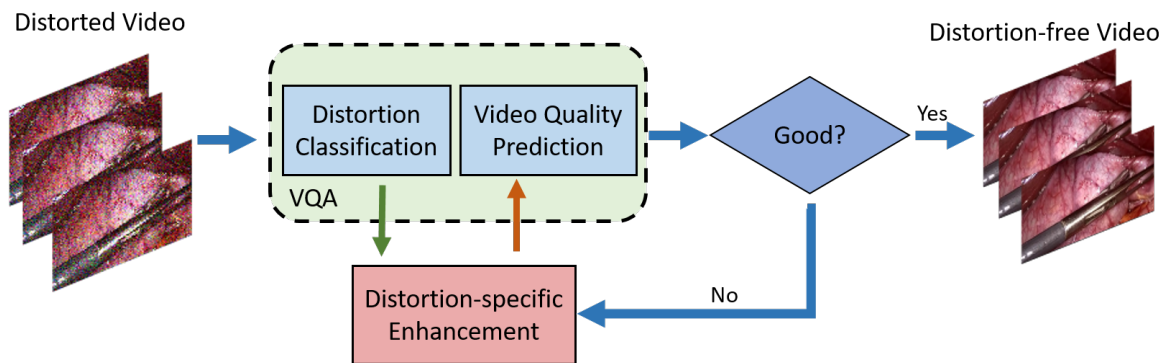 Distorted Video
Distortion-free Video
Distortion
Classification
Video Quality
Prediction
VQA
Good?
Yes
No
Distortion-specific
Enhancement